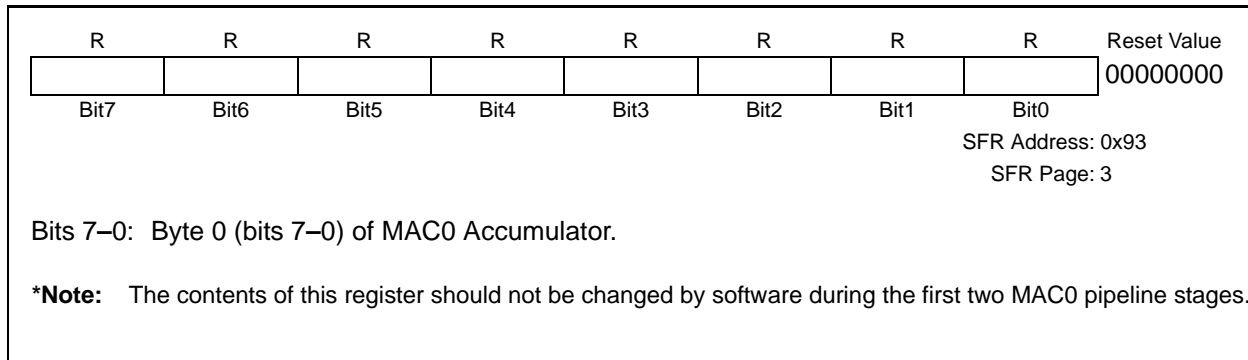 R R R R R R R R Reset Value
00000000
Bit7 Bit6 Bit5 Bit4 Bit3 Bit2 Bit1 Bit0
SFR Address: 0x93
SFR Page: 3
Bits 7–0: Byte 0 (bits 7–0) of MAC0 Accumulator.
*Note: The contents of this register should not be changed by software during the first two MAC0 pipeline stages.